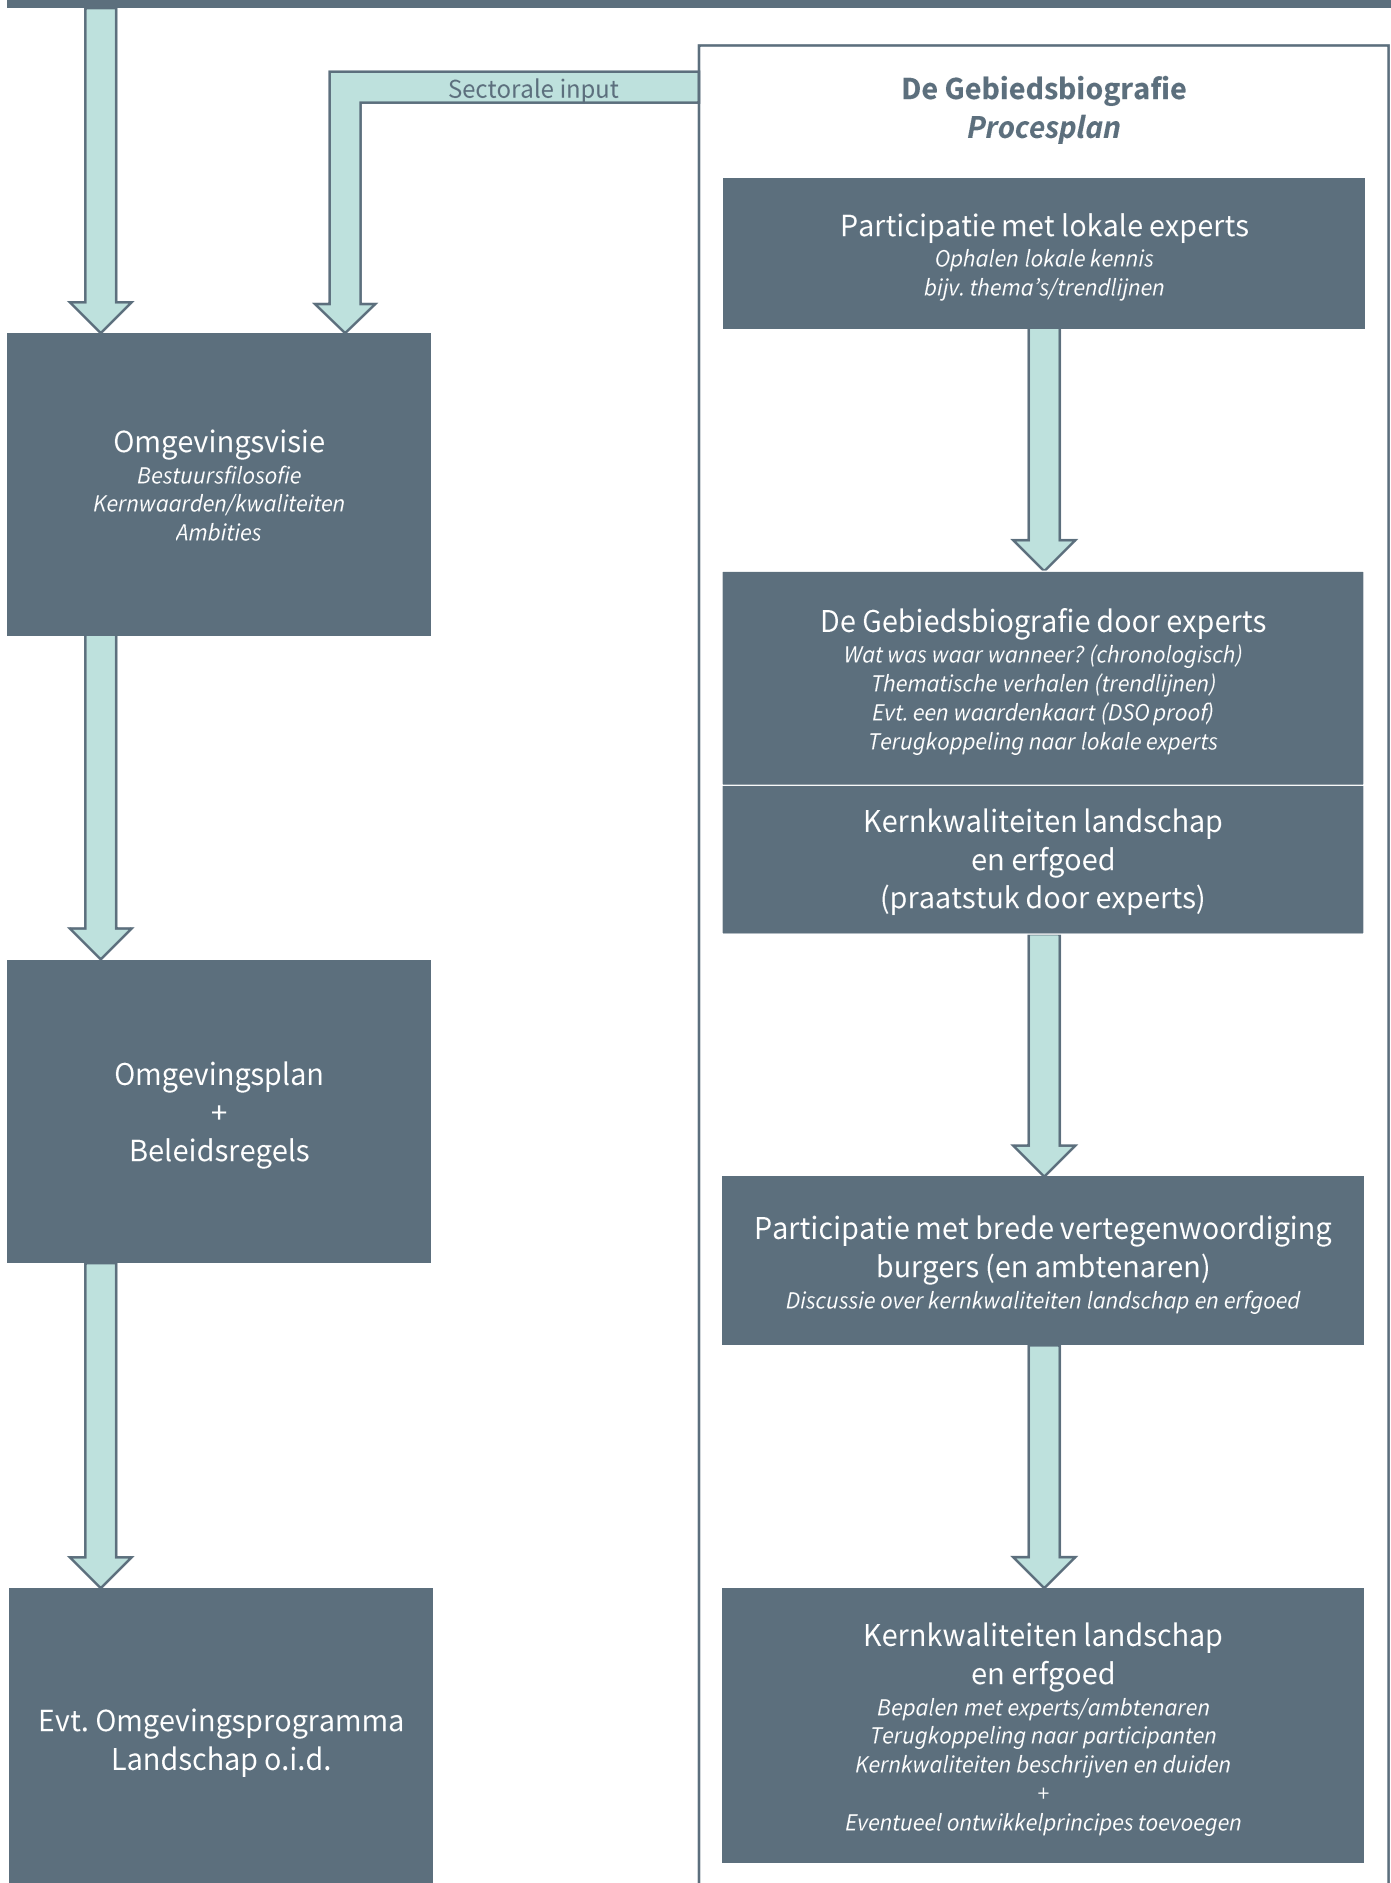 Sectorale input
De Gebiedsbiografie
Procesplan
Participatie met lokale experts
Ophalen lokale kennis
bijv. thema's/trendlijnen
Omgevingsvisie
Bestuursfilosofie
Kernwaarden/kwaliteiten
Ambities
De Gebiedsbiografie door experts
Wat was waar wanneer? (chronologisch)
Thematische verhalen (trendlijnen)
Evt. een waardenkaart (DSO proof)
Terugkoppeling naar lokale experts
Kernkwaliteiten landschap
en erfgoed
(praatstuk door experts)
Omgevingsplan
+
Beleidsregels
Participatie met brede vertegenwoordiging
burgers (en ambtenaren)
Discussie over kernkwaliteiten landschap en erfgoed
Evt. Omgevingsprogramma
Landschap o.i.d.
Kernkwaliteiten landschap
en erfgoed
Bepalen met experts/ambtenaren
Terugkoppeling naar participanten
Kernkwaliteiten beschrijven en duiden
+
Eventueel ontwikkelprincipes toevoegen